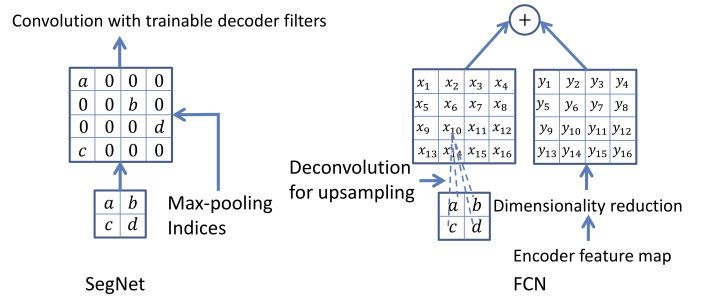 Convolution with trainable decoder filters
a 0 0 0
0 0 b 0
0 0 0 d
c 0 0 0
a b
c d
Max-pooling
Indices
SegNet
+
x1 x2 x3 x4
x5 x6 x7 x8
x9 x10 x11 x12
x13 x14 x15 x16
y1 y2 y3 y4
y5 y6 y7 y8
y9 y10 y11 y12
y13 y14 y15 y16
Deconvolution
for upsampling
a b
c d
Dimensionality reduction
Encoder feature map
FCN